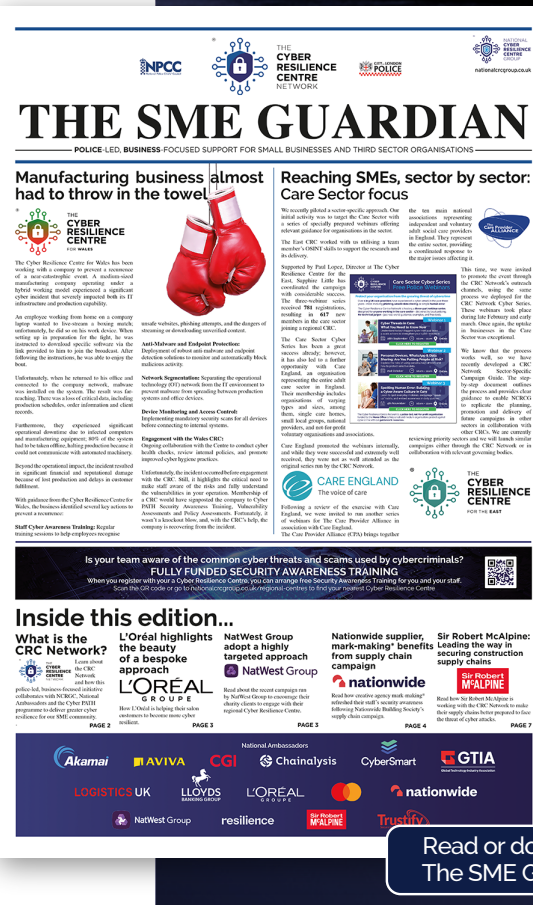 NPCC
THE
CYBER
RESILIENCE
CENTRE
NETWORK
CITY OF LONDON
POLICE
NATIONAL
CYBER
RESILIENCE
CENTRE
GROUP
nationalcrcgroup.co.uk
THE SME GUARDIAN
POLICE-LED, BUSINESS-FOCUSED SUPPORT FOR SMALL BUSINESSES AND THIRD SECTOR ORGANISATIONS
Manufacturing business almost
had to throw in the towel
THE
CYBER
RESILIENCE
CENTRE
FOR WALES
The Cyber Resilience Centre for Wales has been
working with a company to prevent a recurrence
of a near-catastrophic event. A medium-sized
manufacturing company operating under a
hybrid working model experienced a significant
cyber incident that severely impacted both its IT
infrastructure and production capability.
An employee working from home on a company
laptop wanted to live-stream a boxing match;
unfortunately, he did so on his work device. When
setting up in preparation for the fight, he was
instructed to download specific software via the
link provided to him to join the broadcast. After
following the instructions, he was able to enjoy the
bout.
Unfortunately, when he returned to his office and
connected to the company network, malware
was installed on the system. The result was far-
reaching. There was a loss of critical data, including
production schedules, order information and client
records.
Furthermore, they experienced significant
operational downtime due to infected computers
and manufacturing equipment; 80% of the system
had to be taken offline, halting production because it
could not communicate with automated machinery.
Beyond the operational impact, the incident resulted
in significant financial and reputational damage
because of lost production and delays in customer
fulfilment.
With guidance from the Cyber Resilience Centre for
Wales, the business identified several key actions to
prevent a recurrence:
Staff Cyber Awareness Training: Regular
training sessions to help employees recognise
unsafe websites, phishing attempts, and the dangers of
streaming or downloading unverified content.
Anti-Malware and Endpoint Protection:
Deployment of robust anti-malware and endpoint
detection solutions to monitor and automatically block
malicious activity.
Network Segmentation: Separating the operational
technology (OT) network from the IT environment to
prevent malware from spreading between production
systems and office devices.
Device Monitoring and Access Control:
Implementing mandatory security scans for all devices
before connecting to internal systems.
Engagement with the Wales CRC:
Ongoing collaboration with the Centre to conduct cyber
health checks, review internal policies, and promote
improved cyber hygiene practices.
Unfortunately, the incident occurred before engagement
with the CRC. Still, it highlights the critical need to
make staff aware of the risks and fully understand
the vulnerabilities in your operation. Membership of
a CRC would have signposted the company to Cyber
PATH Security Awareness Training, Vulnerability
Assessments and Policy Assessments. Fortunately, it
wasn't a knockout blow, and, with the CRC's help, the
company is recovering from the incident.
Reaching SMEs, sector by sector:
Care Sector focus
We recently piloted a sector-specific approach. Our
initial activity was to target the Care Sector with
a series of specially prepared webinars offering
relevant guidance for organisations in the sector.
The East CRC worked with us utilising a team
member's OSINT skills to support the research and
its delivery.
Supported by Paul Lopez, Director at The Cyber
Resilience Centre for the
East, Sapphire Little has
coordinated the campaign
with considerable success.
The three-webinar series
received 781 registrations,
resulting in 617 new
members in the care sector
joining a regional CRC.
The Care Sector Cyber
Series has been a great
success already; however,
it has also led to a further
opportunity with Care
England, an organisation
representing the entire adult
care sector in England.
Their membership includes
organisations of varying
types and sizes, among
them, single care homes,
small local groups, national
providers, and not for profit
voluntary organisations and associations.
Care England conducted the webinars internally,
and while they were successful and extremely well
received, they were not as well attended as the
original series run by the CRC Network.
CARE ENGLAND
The voice of care
Following a review of the exercise with Care
England, we were invited to run another series
of webinars for The Care Provider Alliance in
association with Care England.
The Care Provider Alliance (CPA) brings together
the ten main national
associations representing
independent and voluntary
adult social care providers
in England. They represent
the entire sector, providing
a coordinated response to
the major issues affecting it.
Care Provider
ALLIANCE
Care Sector Cyber Series
Free Police Webinars
This time, we were invited
to promote the event through
the CRC Network's outreach
channels, using the same
process we deployed for the
CRC Network Cyber Series.
These webinars took place
during late February and early
March. Once again, the uptake
in businesses in the Care
Sector was exceptional.
We know that the process
works well, so we have
recently developed a CRC
Network Sector-Specific
Campaign Guide. The step-
by-step document outlines
the process and provides clear
guidance to enable NCRCG
to replicate the planning,
promotion and delivery of
future campaigns in other
sectors in collaboration with
other CRCs. We are currently
reviewing priority sectors and we will launch similar
campaigns either through the CRC Network or in
collaboration with relevant governing bodies.
THE
CYBER
RESILIENCE
CENTRE
FOR THE EAST
Is your team aware of the common cyber threats and scams used by cybercriminals?
FULLY FUNDED SECURITY AWARENESS TRAINING
When you register with your a Cyber Resilience Centre, you can arrange free Security Awareness Training for you and your staff.
Scan the QR code or go to nationalcrcgroup.co.uk/regional-centres to find your nearest Cyber Resilience Centre
Inside this edition...
What is the
CRC Network?
Learn about
the CRC
Network
and how this
police-led, business-focused initiative
collaborates with NCRCG, National
Ambassadors and the Cyber PATH
programme to deliver greater cyber
resilience for our SME community.
PAGE 2
L'Oréal highlights
the beauty
of a bespoke
approach
L'ORÉAL
GROUPE
How L'Oréal is helping their salon
customers to become more cyber
resilient.
PAGE 3
NatWest Group
adopt a highly
targeted approach
NatWest Group
Read about the recent campaign run
by NatWest Group to encourage their
charity clients to engage with their
regional Cyber Resilience Centre.
PAGE 3
Nationwide supplier,
mark-making* benefits
from supply chain
campaign
nationwide
Read how creative agency mark making*
refreshed their staff's security awareness
following Nationwide Building Society's
supply chain campaign.
PAGE 4
Sir Robert McAlpine:
Leading the way in
securing construction
supply chains
Sir Robert
McALPINE
Read how Sir Robert McAlpine is
working with the CRC Network to make
their supply chains better prepared to face
the threat of cyber attacks.
PAGE 7
National Ambassadors
Akamai
AVIVA
CGI
Chainalysis
CyberSmart
GTIA
Global Technology Industry Association
LOGISTICS UK
LLOYDS
BANKING GROUP
L'ORÉAL
GROUPE
mastercard
nationwide
NatWest Group
resilience
Sir Robert
McALPINE
Trustify
Read or do
The SME G